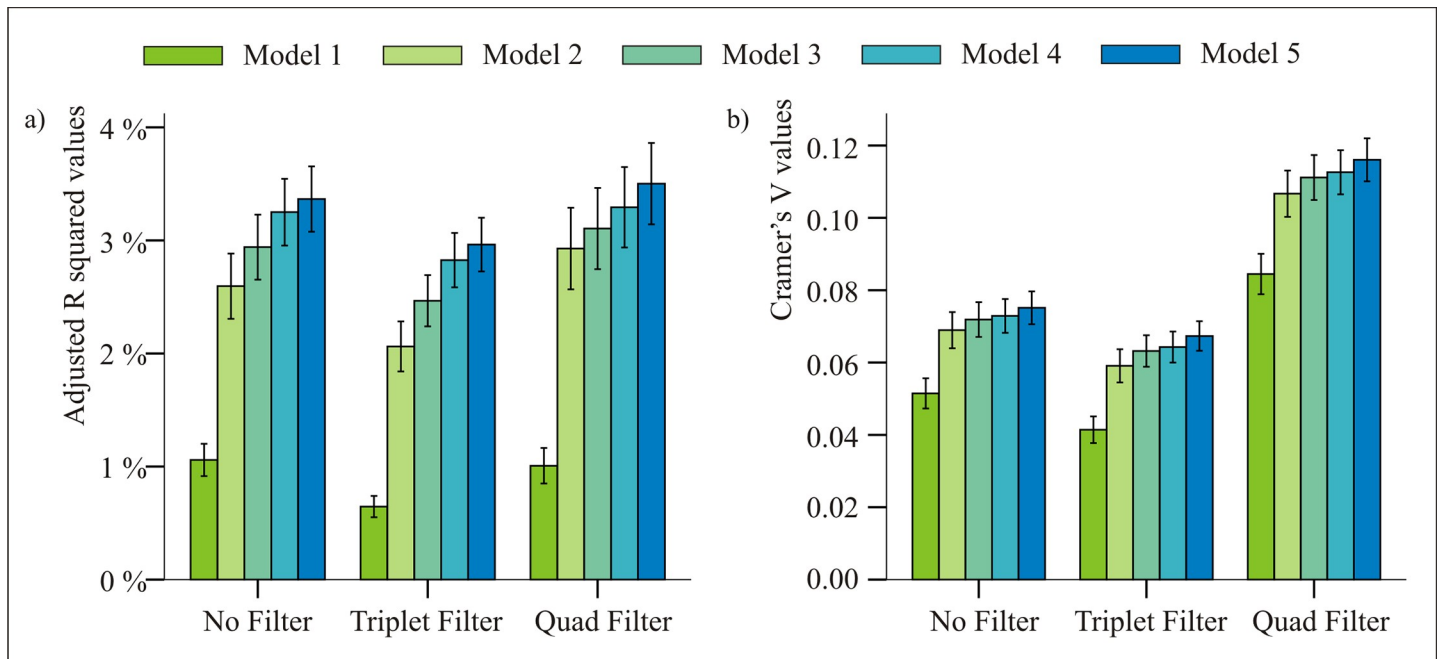 Model 1 Model 2 Model 3 Model 4 Model 5
a)
Adjusted R squared values
4 %
3 %
2 %
1 %
0 %
No Filter Triplet Filter Quad Filter
b)
Cramer's V values
0.12
0.10
0.08
0.06
0.04
0.02
0.00
No Filter Triplet Filter Quad Filter